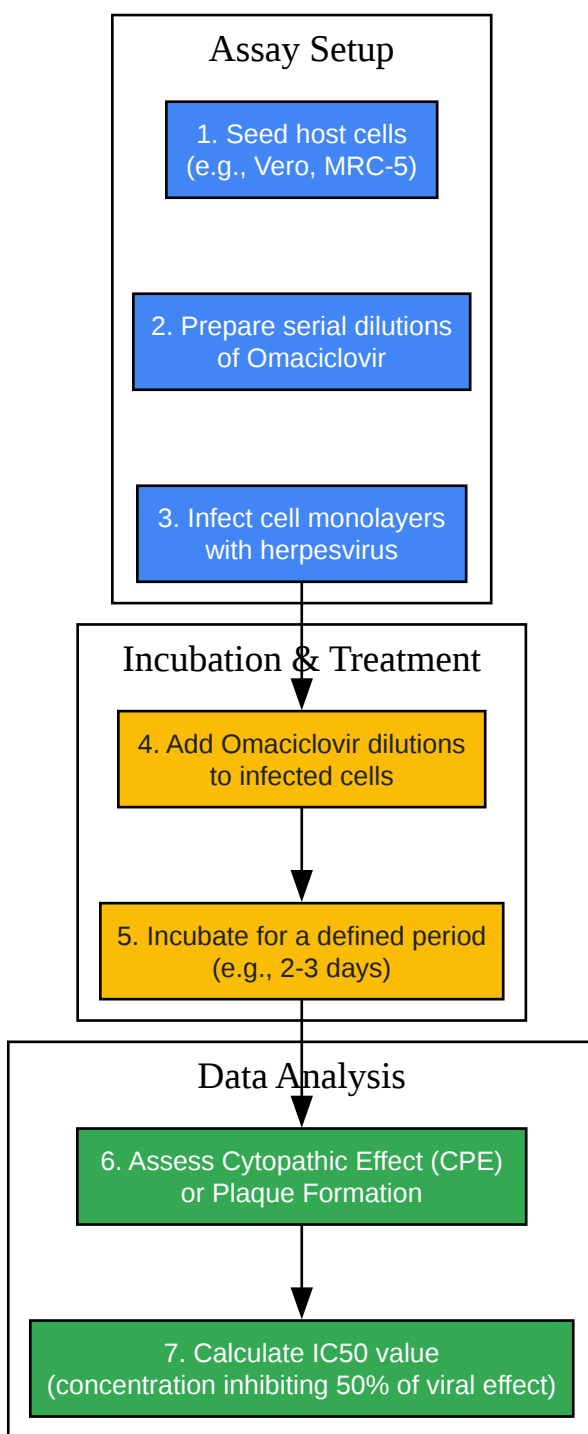 Assay Setup
1. Seed host cells
(e.g., Vero, MRC-5)
2. Prepare serial dilutions
of Omaciclovir
3. Infect cell monolayers
with herpesvirus
Incubation & Treatment
4. Add Omaciclovir dilutions
to infected cells
5. Incubate for a defined period
(e.g., 2-3 days)
Data Analysis
6. Assess Cytopathic Effect (CPE)
or Plaque Formation
7. Calculate IC50 value
(concentration inhibiting 50% of viral effect)